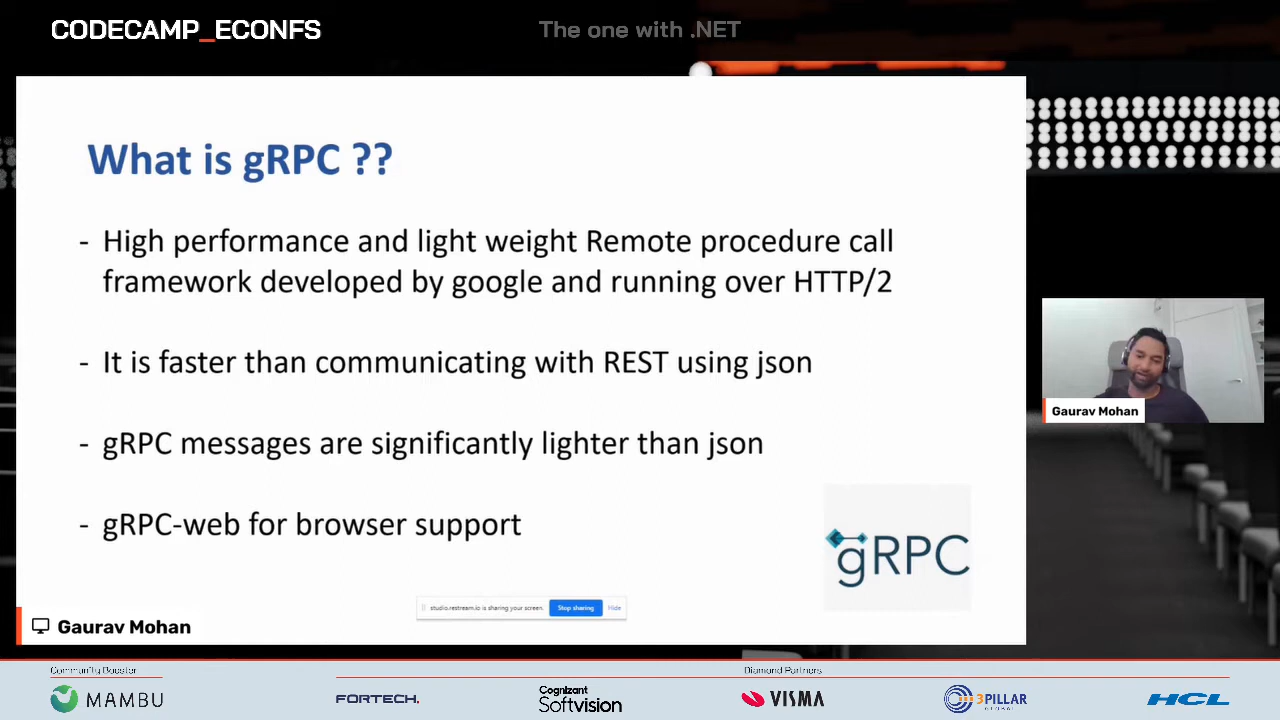 CODECAMP_ECONFS
The one with .NET
What is gRPC ??
- High performance and light weight Remote procedure call
framework developed by google and running over HTTP/2
- It is faster than communicating with REST using json
- gRPC messages are significantly lighter than json
- gRPC-web for browser support
gRPC
studio.restream.io is sharing your screen.
Stop sharing
Hide
Gaurav Mohan
Gaurav Mohan
Community Booster
Diamond Partners
MAMBU
FORTECH.
Cognizant
Softvision
VISMA
3PILLAR
GLOBAL
HCL